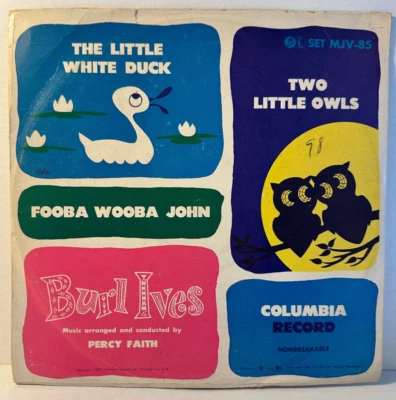 THE LITTLE
WHITE DUCK
SET MJV-85
TWO
LITTLE OWLS
98
FOOBA WOOBA JOHN
Burl Ives
Music arranged and conducted by
PERCY FAITH
COLUMBIA
RECORD
NONBREAKABLE